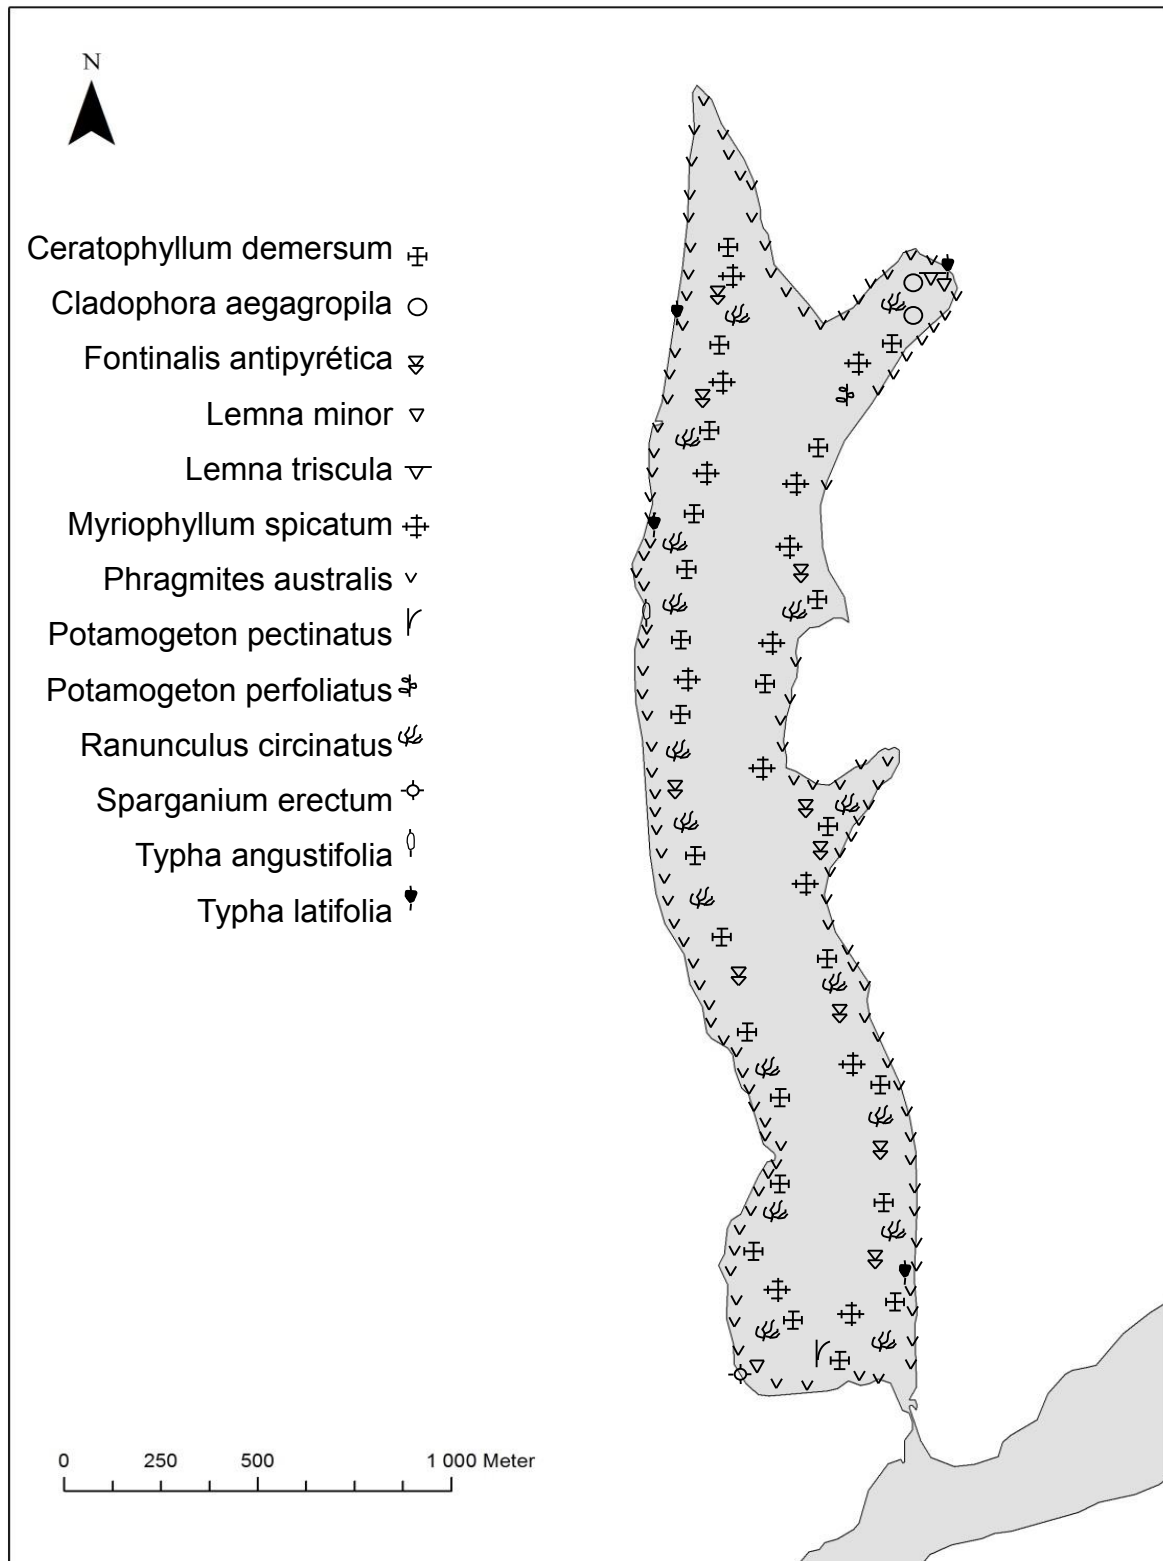 N
Ceratophyllum demersum
Cladophora aegagropila
Fontinalis antipyrética
Lemna minor
Lemna triscula
Myriophyllum spicatum
Phragmites australis
Potamogeton pectinatus
Potamogeton perfoliatus
Ranunculus circinatus
Sparganium erectum
Typha angustifolia
Typha latifolia
0 250 500 1 000 Meter